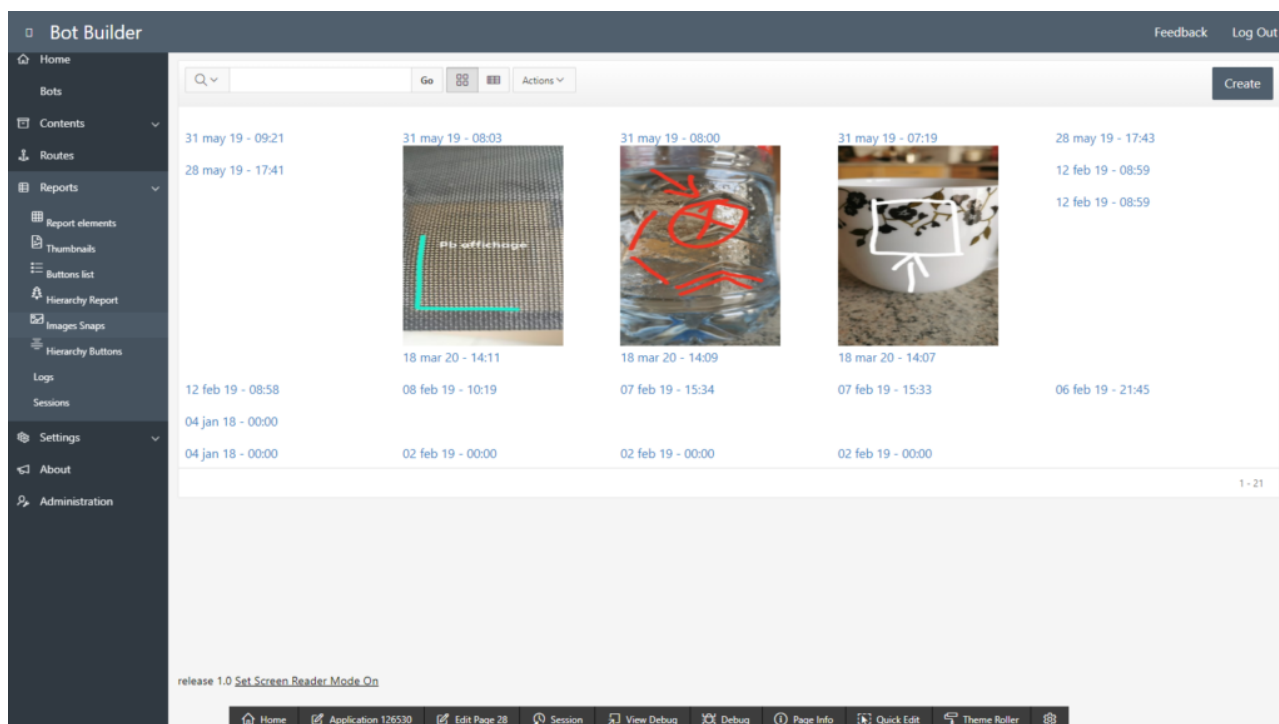 Bot Builder
Feedback
Log Out
Home
Bots
Contents
Routes
Reports
Report elements
Thumbnails
Buttons list
Hierarchy Report
Images Snaps
Hierarchy Buttons
Logs
Sessions
Settings
About
Administration
Go
Actions
Create
31 may 19 - 09:21
31 may 19 - 08:03
31 may 19 - 08:00
31 may 19 - 07:19
28 may 19 - 17:43
28 may 19 - 17:41
12 feb 19 - 08:59
12 feb 19 - 08:59
Pb affichage
18 mar 20 - 14:11
18 mar 20 - 14:09
18 mar 20 - 14:07
12 feb 19 - 08:58
08 feb 19 - 10:19
07 feb 19 - 15:34
07 feb 19 - 15:33
06 feb 19 - 21:45
04 jan 18 - 00:00
04 jan 18 - 00:00
02 feb 19 - 00:00
02 feb 19 - 00:00
02 feb 19 - 00:00
1 - 21
release 1.0 Set Screen Reader Mode On
Home
Application 126530
Edit Page 28
Session
View Debug
Debug
Page Info
Quick Edit
Theme Roller